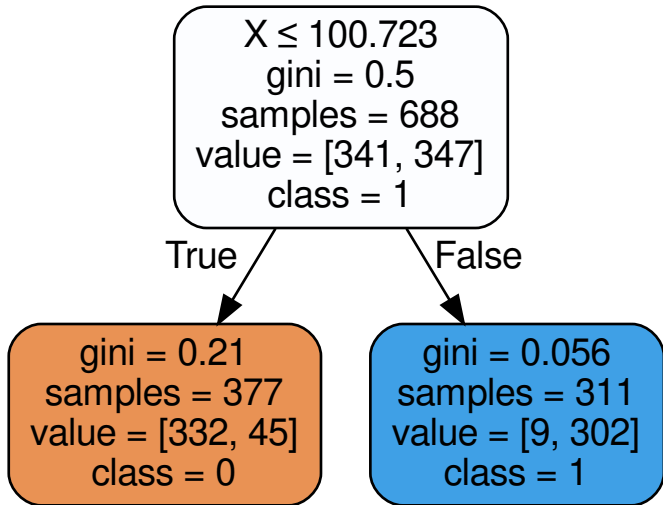 X ≤ 100.723
gini = 0.5
samples = 688
value = [341, 347]
class = 1
True
False
gini = 0.21
samples = 377
value = [332, 45]
class = 0
gini = 0.056
samples = 311
value = [9, 302]
class = 1